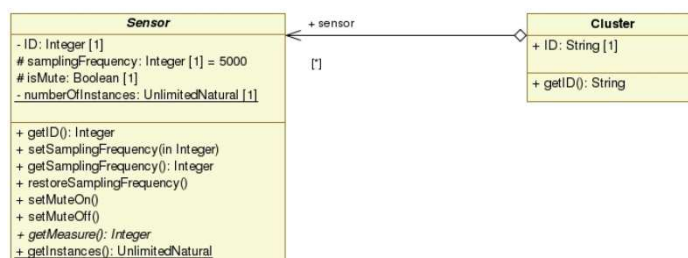 Sensor
- ID: Integer [1]
# samplingFrequency: Integer [1] = 5000
# isMute: Boolean [1]
- numberOfInstances: UnlimitedNatural [1]
+ getID(): Integer
+ setSamplingFrequency(in Integer)
+ getSamplingFrequency(): Integer
+ restoreSamplingFrequency()
+ setMuteOn()
+ setMuteOff()
+ getMeasure(): Integer
+ getInstances(): UnlimitedNatural
+ sensor
[*]
Cluster
+ ID: String [1]
+ getID(): String